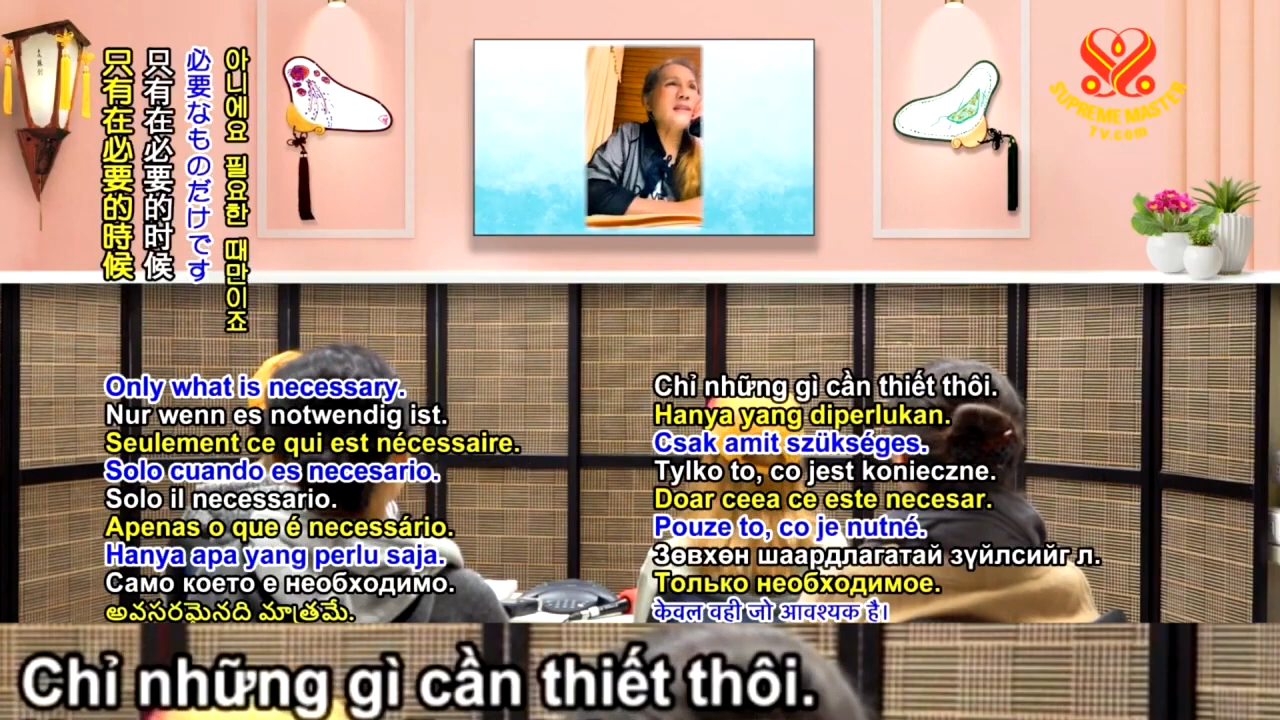 只有在必要的時候
只有在必要的时候
必要なものだけです
아니에요 필요한 때만이죠
SUPREME MASTER
TV.com
Only what is necessary.
Nur wenn es notwendig ist.
Seulement ce qui est nécessaire.
Solo cuando es necesario.
Solo il necessario.
Apenas o que é necessário.
Hanya apa yang perlu saja.
Само което е необходимо.
అవసరమైనది మాత్రమే.
Chỉ những gì cần thiết thôi.
Hanya yang diperlukan.
Csak amit szükséges.
Tylko to, co jest konieczne.
Doar ceea ce este necesar.
Pouze to, co je nutné.
Зөвхөн шаардлагатай зүйлсийг л.
Только необходимое.
केवल वही जो आवश्यक है।
Chỉ những gì cần thiết thôi.